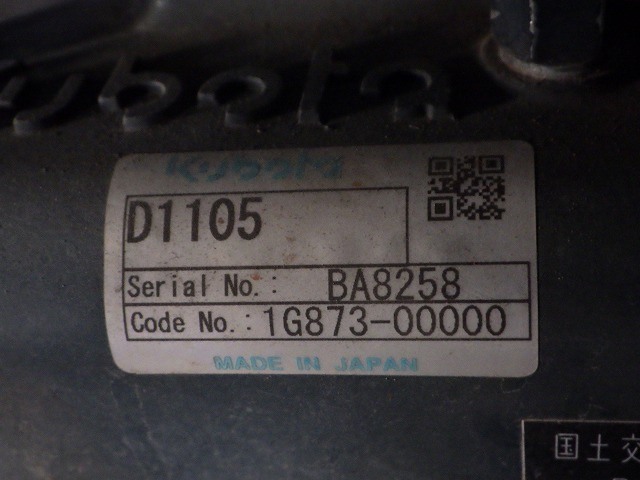 Kubota
Kubota
D1105
Serial No.: BA8258
Code No.: 1G873-00000
MADE IN JAPAN
国土交